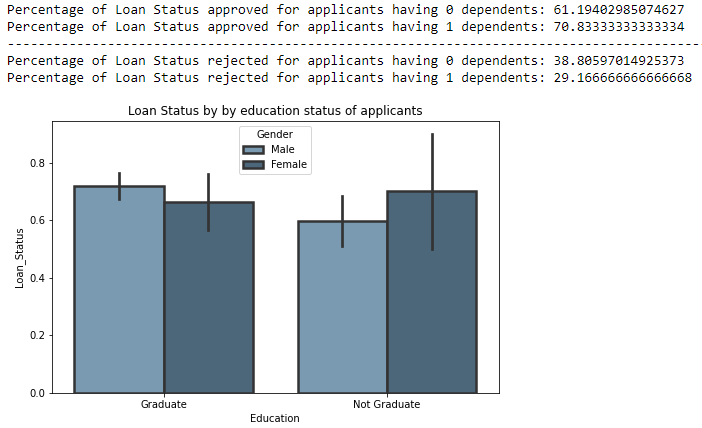 Percentage of Loan Status approved for applicants having 0 dependents: 61.19402985074627
Percentage of Loan Status approved for applicants having 1 dependents: 70.83333333333334
----------------------------------------------------------------------------------------
Percentage of Loan Status rejected for applicants having 0 dependents: 38.80597014925373
Percentage of Loan Status rejected for applicants having 1 dependents: 29.166666666666668
Loan Status by by education status of applicants
Gender
Male
Female
0.8
0.6
0.4
0.2
0.0
Loan_Status
Graduate
Not Graduate
Education